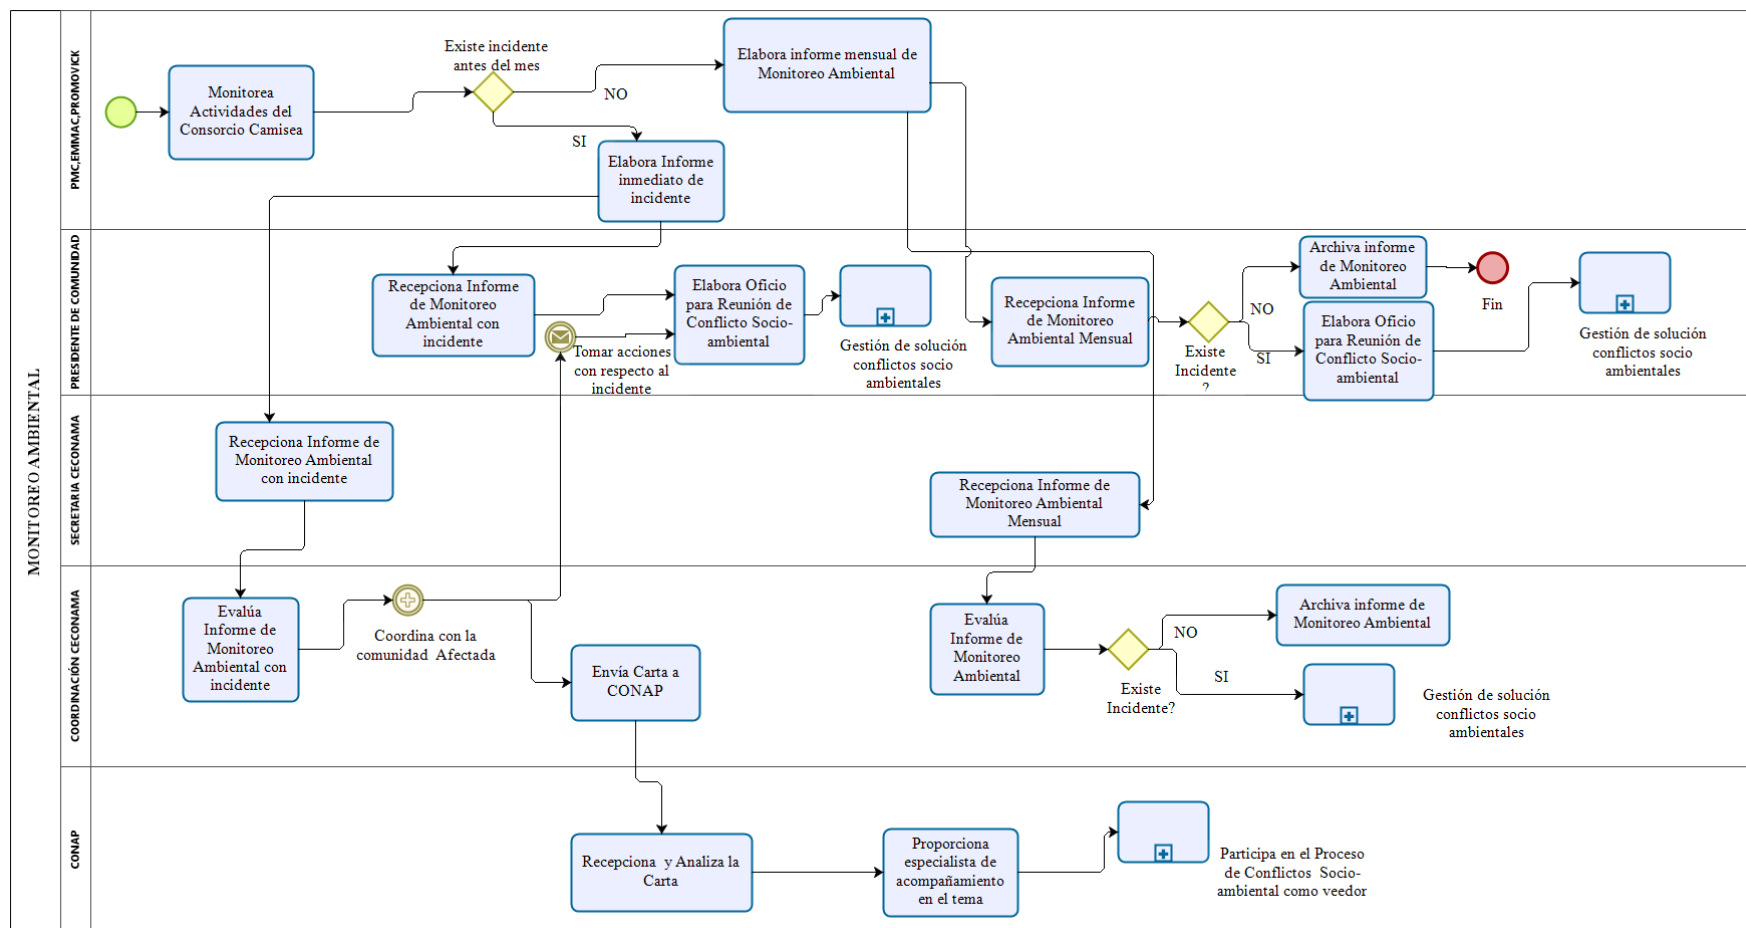 MONITOREO AMBIENTAL
PMC,EMMAC,PROMOVICK
Monitorea
Actividades del
Consorcio Camisea
Existe incidente
antes del mes
NO
SI
Elabora informe mensual de
Monitoreo Ambiental
Elabora Informe
inmediato de
incidente
PRESIDENTE DE COMUNIDAD
Recepciona Informe
de Monitoreo
Ambiental con
incidente
Tomar acciones
con respecto al
incidente
Elabora Oficio
para Reunión de
Conflicto Socio-
ambiental
Gestión de solución
conflictos socio
ambientales
Recepciona Informe
de Monitoreo
Ambiental Mensual
Existe
Incidente
?
NO
SI
Archiva informe
de Monitoreo
Ambiental
Fin
Elabora Oficio
para Reunión de
Conflicto Socio-
ambiental
Gestión de solución
conflictos socio
ambientales
SECRETARIA CECONAMA
Recepciona Informe de
Monitoreo Ambiental
con incidente
Recepciona Informe de
Monitoreo Ambiental
Mensual
COORDINACIÓN CECONAMA
Evalúa
Informe de
Monitoreo
Ambiental con
incidente
Coordina con la
comunidad Afectada
Envía Carta a
CONAP
Evalúa
Informe de
Monitoreo
Ambiental
Existe
Incidente?
NO
SI
Archiva informe de
Monitoreo Ambiental
Gestión de solución
conflictos socio
ambientales
CONAP
Recepciona y Analiza la
Carta
Proporciona
especialista de
acompañamiento
en el tema
Participa en el Proceso
de Conflictos Socio-
ambiental como veedor